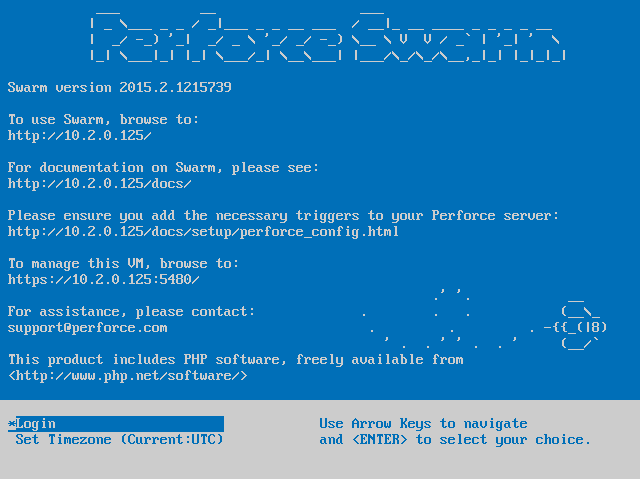 Perforce Swarm
Swarm version 2015.2.1215739
To use Swarm, browse to:
http://10.2.0.125/
For documentation on Swarm, please see:
http://10.2.0.125/docs/
Please ensure you add the necessary triggers to your Perforce server:
http://10.2.0.125/docs/setup/perforce_config.html
To manage this VM, browse to:
https://10.2.0.125:5480/
For assistance, please contact:
support@perforce.com
This product includes PHP software, freely available from
<http://www.php.net/software/>
*Login
Set Timezone (Current:UTC)
Use Arrow Keys to navigate
and <ENTER> to select your choice.